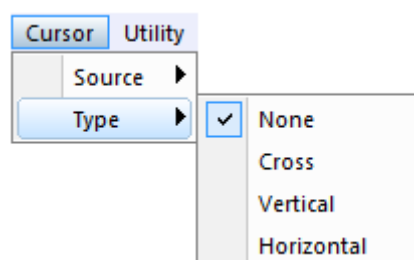 Cursor Utility
Source
Type
None
Cross
Vertical
Horizontal